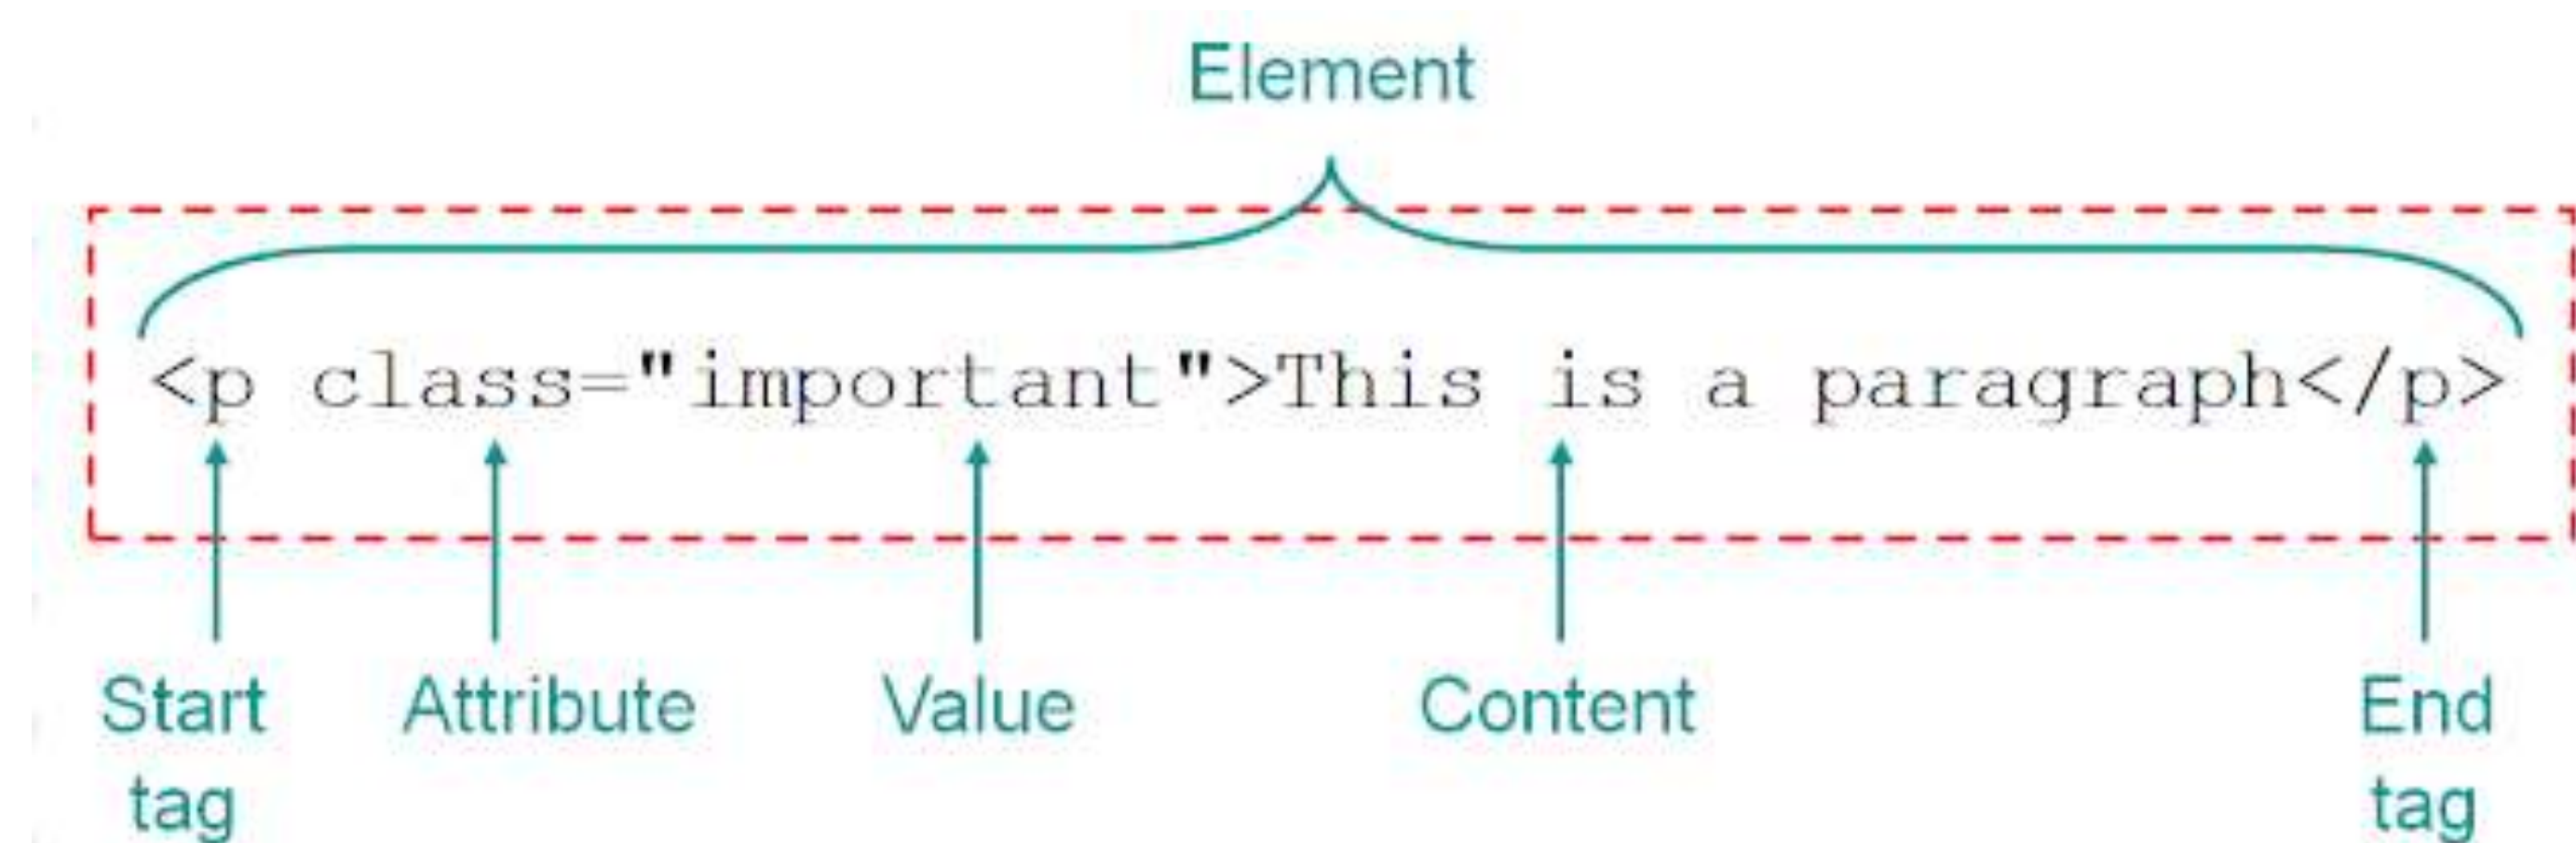 Element
<p class="important">This is a paragraph</p>
Start Attribute Value Content End
tag tag